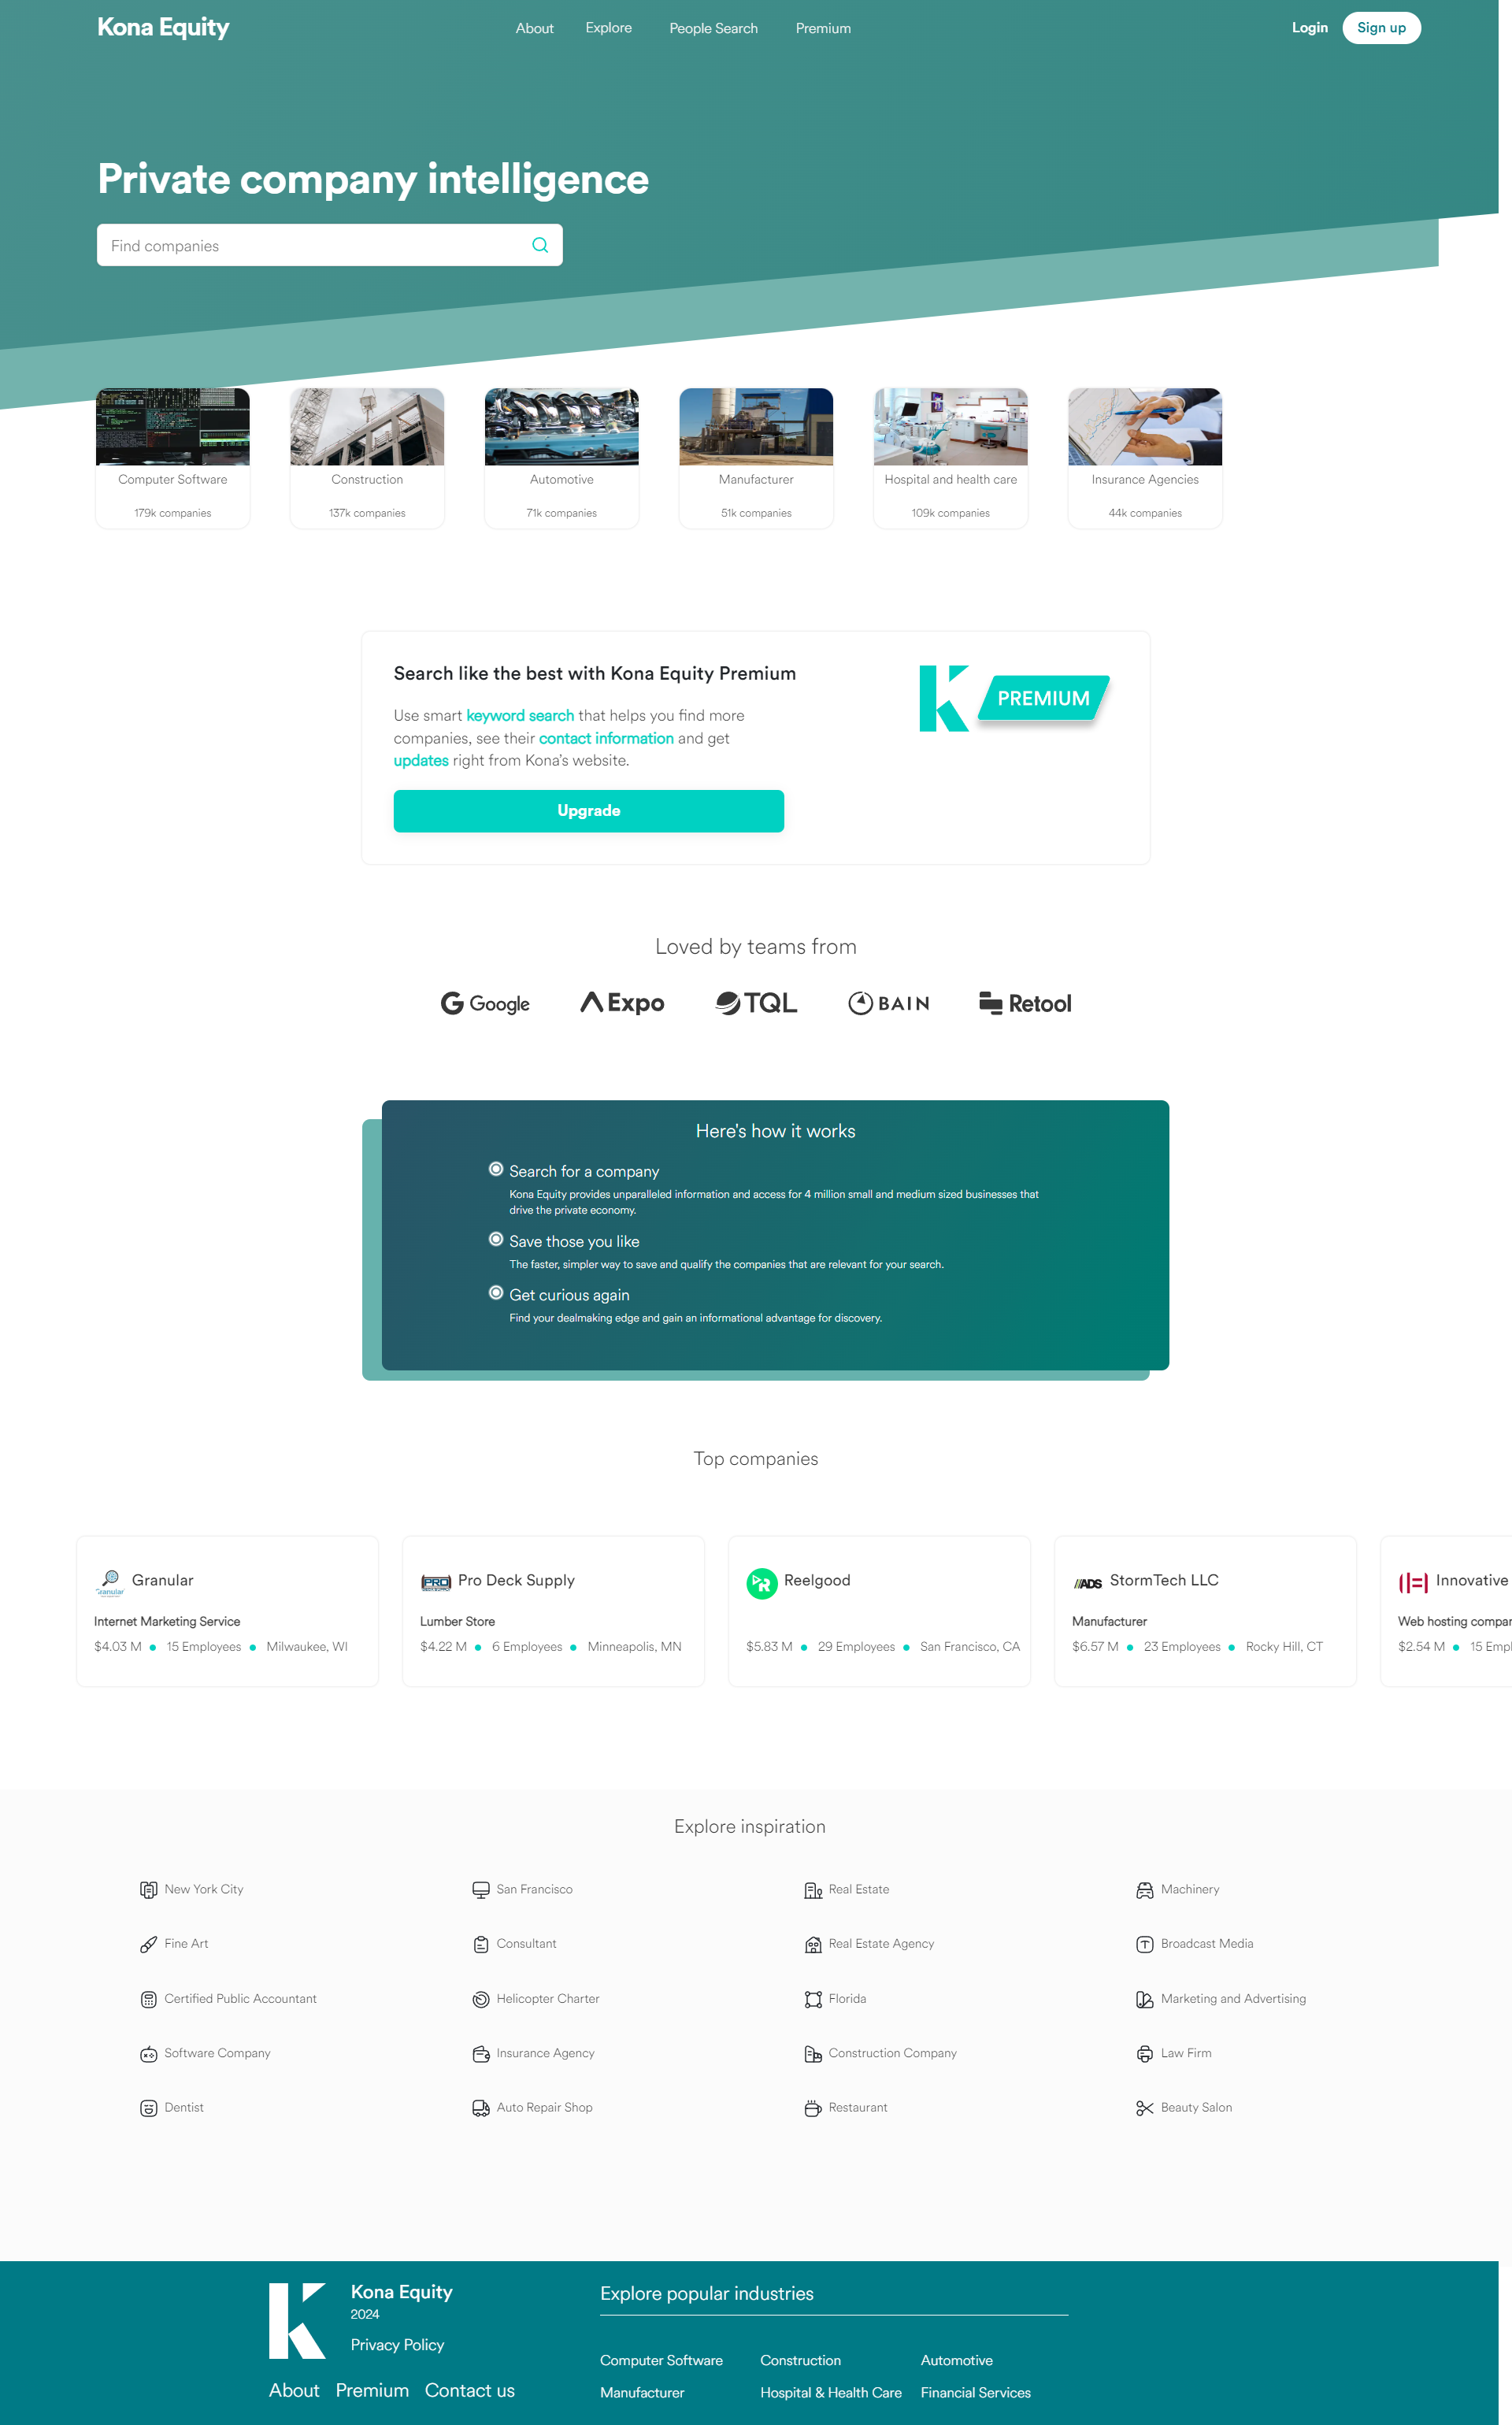 Kona Equity
About
Explore
People Search
Premium
Login
Sign up
Private company intelligence
Find companies
Computer Software
179k companies
Construction
137k companies
Automotive
71k companies
Manufacturer
51k companies
Hospital and health care
109k companies
Insurance Agencies
44k companies
Search like the best with Kona Equity Premium
PREMIUM
Use smart keyword search that helps you find more
companies, see their contact information and get
updates right from Kona's website.
Upgrade
Loved by teams from
Google
Expo
TQL
BAIN
Retool
Here's how it works
Search for a company
Kona Equity provides unparalleled information and access for 4 million small and medium sized businesses that
drive the private economy.
Save those you like
The faster, simpler way to save and qualify the companies that are relevant for your search.
Get curious again
Find your dealmaking edge and gain an informational advantage for discovery.
Top companies
Granular
Internet Marketing Service
$4.03 M
15 Employees
Milwaukee, WI
PRO
Pro Deck Supply
Lumber Store
$4.22 M
6 Employees
Minneapolis, MN
Reelgood
$5.83 M
29 Employees
San Francisco, CA
ADS
StormTech LLC
Manufacturer
$6.57 M
23 Employees
Rocky Hill, CT
Innovative
Web hosting compar
$2.54 M
15 Empl
Explore inspiration
New York City
San Francisco
Real Estate
Machinery
Fine Art
Consultant
Real Estate Agency
Broadcast Media
Certified Public Accountant
Helicopter Charter
Florida
Marketing and Advertising
Software Company
Insurance Agency
Construction Company
Law Firm
Dentist
Auto Repair Shop
Restaurant
Beauty Salon
Kona Equity
2024
Privacy Policy
About
Premium
Contact us
Explore popular industries
Computer Software
Construction
Automotive
Manufacturer
Hospital & Health Care
Financial Services